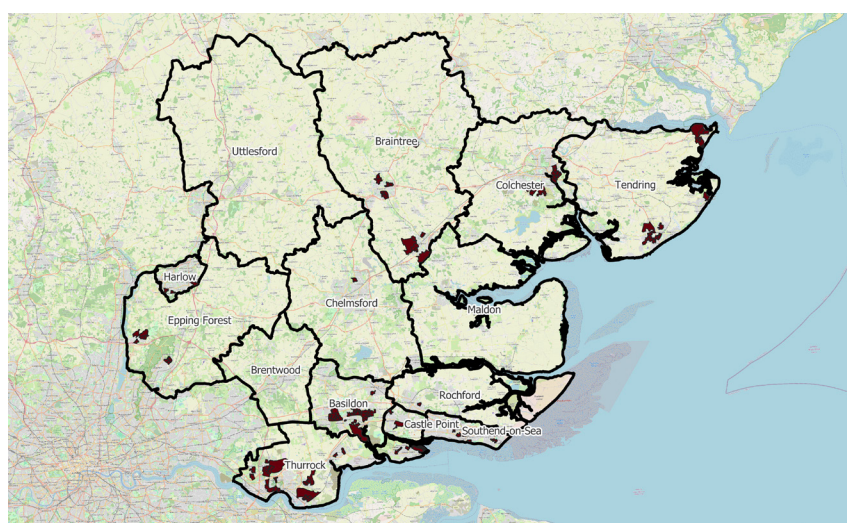 Uttlesford
Braintree
Colchester
Tendring
Harlow
Chelmsford
Maldon
Epping Forest
Brentwood
Rochford
Basildon
Castle Point
Southend-on-Sea
Thurrock